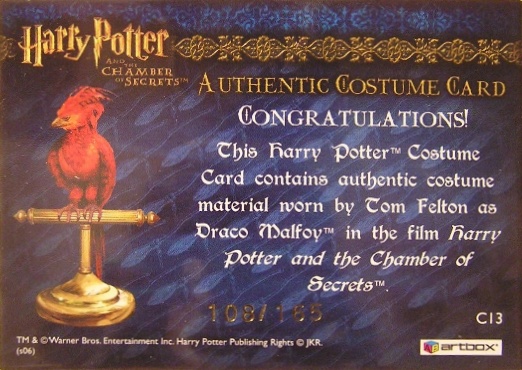 Harry Potter
AND THE
CHAMBER
OF SECRETS™
AUTHENTIC COSTUME CARD
CONGRATULATIONS!
This Harry Potter™ Costume
Card contains authentic costume
material worn by Tom Felton as
Draco Malfoy™ in the film Harry
Potter and the Chamber of
Secrets™.
108/165
C13
TM & © Warner Bros. Entertainment Inc. Harry Potter Publishing Rights © JKR.
(s06)
artbox